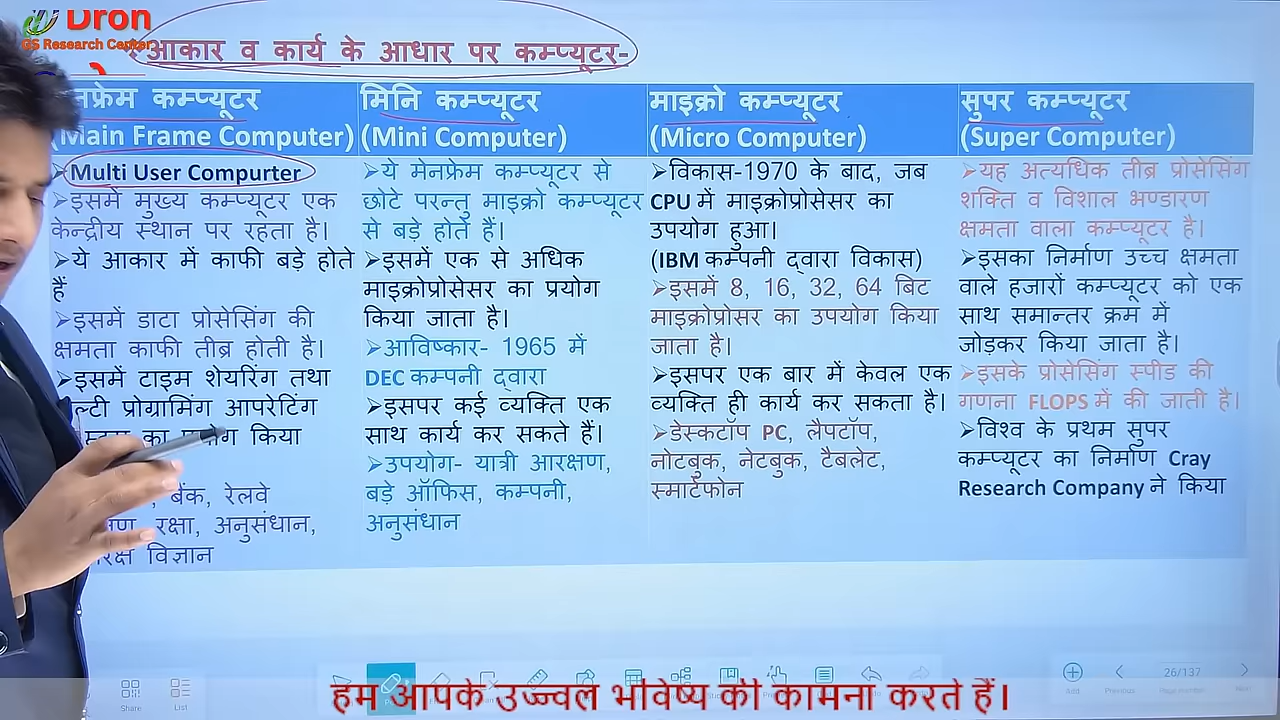 Dron
GS Research Center
आकार व कार्य के आधार पर कम्प्यूटर-
नफ्रेम कम्प्यूटर
(Main Frame Computer)
➢Multi User Compurter
➢इसमें मुख्य कम्प्यूटर एक
केन्द्रीय स्थान पर रहता है।
➢ये आकार में काफी बड़े होते
हैं
➢इसमें डाटा प्रोसेसिंग की
क्षमता काफी तीव्र होती है।
➢इसमें टाइम शेयरिंग तथा
ल्टी प्रोग्रामिंग आपरेटिंग
का किया
बैंक, रेलवे
रक्षा, अनुसंधान,
विज्ञान
मिनि कम्प्यूटर
(Mini Computer)
➢ये मेनफ्रेम कम्प्यूटर से
छोटे परन्तु माइक्रो कम्प्यूटर
से बड़े होते हैं।
➢इसमें एक से अधिक
माइक्रोप्रोसेसर का प्रयोग
किया जाता है।
➢आविष्कार- 1965 में
DEC कम्पनी द्वारा
➢इसपर कई व्यक्ति एक
साथ कार्य कर सकते हैं।
➢उपयोग- यात्री आरक्षण,
बड़े ऑफिस, कम्पनी,
अनुसंधान
माइक्रो कम्प्यूटर
(Micro Computer)
➢विकास-1970 के बाद, जब
CPU में माइक्रोप्रोसेसर का
उपयोग हुआ।
(IBM कम्पनी द्वारा विकास)
➢इसमें 8, 16, 32, 64 बिट
माइक्रोप्रोसर का उपयोग किया
जाता है।
➢इसपर एक बार में केवल एक
व्यक्ति ही कार्य कर सकता है।
➢डेस्कटॉप PC, लैपटॉप,
नोटबुक, नेटबुक, टैबलेट,
स्मार्टफोन
सुपर कम्प्यूटर
(Super Computer)
➢यह अत्यधिक तीव्र प्रोसेसिंग
शक्ति व विशाल भण्डारण
क्षमता वाला कम्प्यूटर है।
➢इसका निर्माण उच्च क्षमता
वाले हजारों कम्प्यूटर को एक
साथ समान्तर क्रम में
जोड़कर किया जाता है।
➢इसके प्रोसेसिंग स्पीड की
गणना FLOPS में की जाती है।
➢विश्व के प्रथम सुपर
कम्प्यूटर का निर्माण Cray
Research Company ने किया
Share
List
Add
Previous
26/137
हम आपके उज्ज्वल भविष्य की कामना करते हैं।